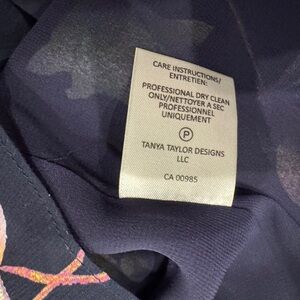 CARE INSTRUCTIONS/
ENTRETIEN:
PROFESSIONAL DRY CLEAN
ONLY/NETTOYER A SEC
PROFESSIONNEL
UNIQUEMENT
P
TANYA TAYLOR DESIGNS
LLC
CA 00985